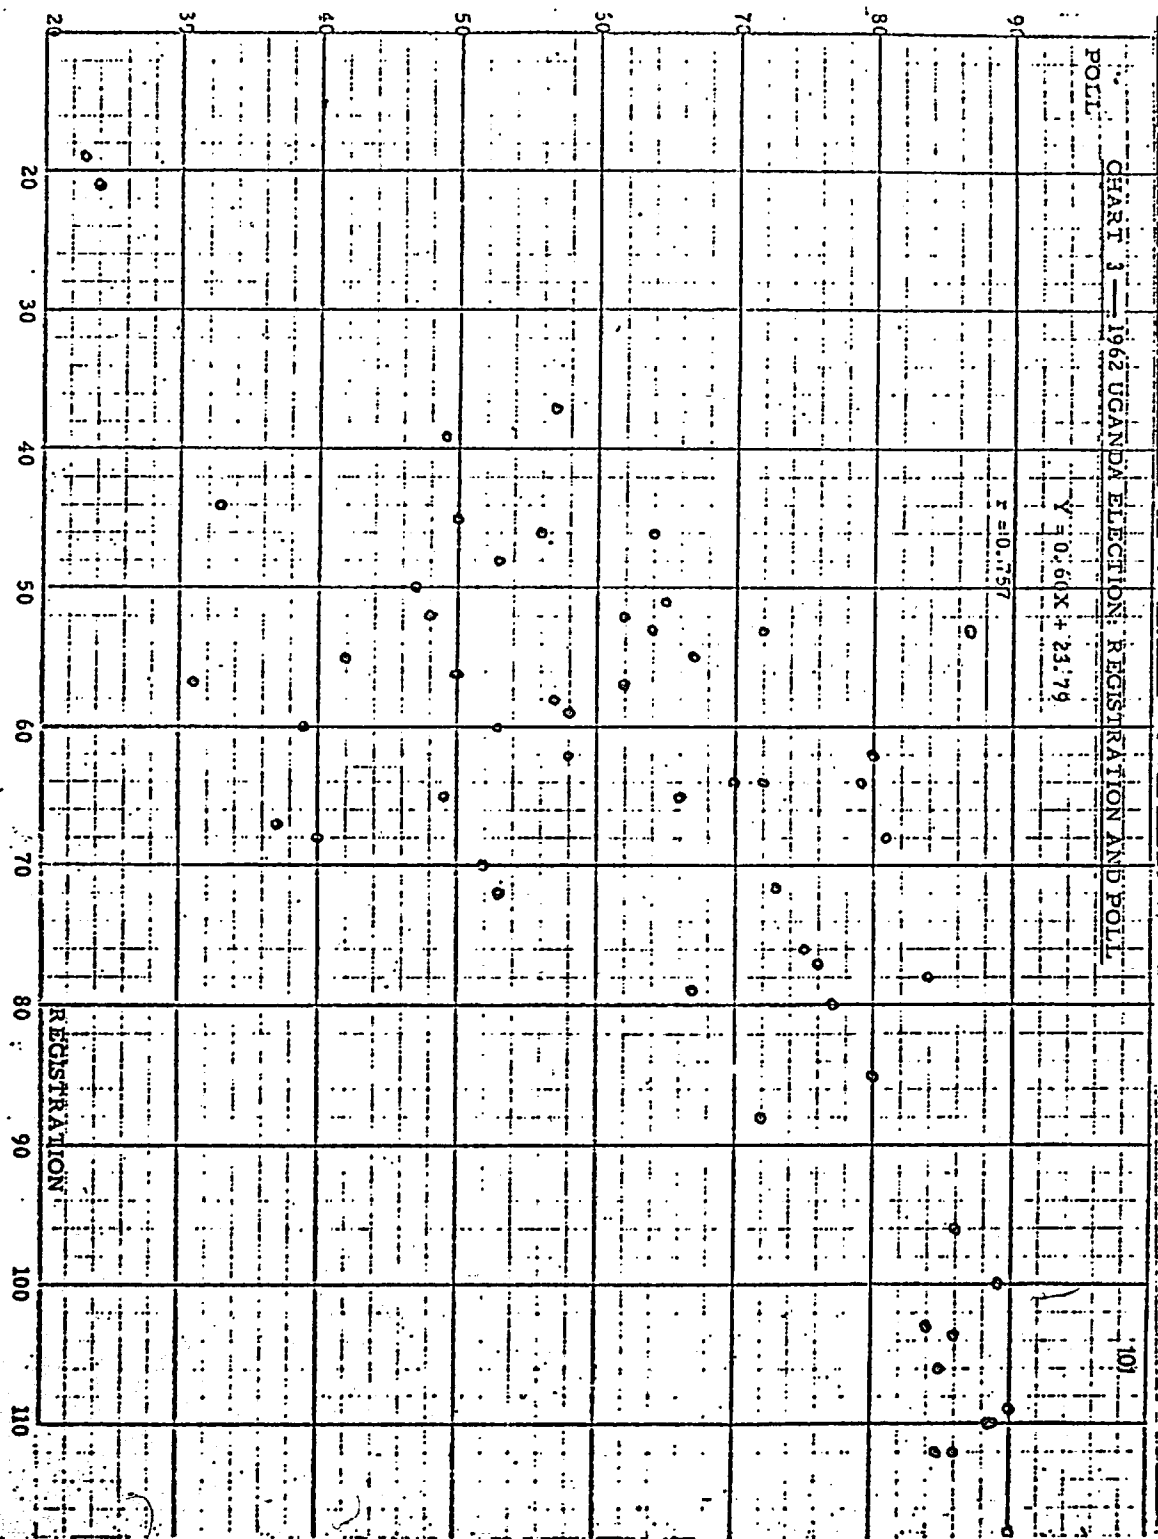 101
CHART 3 — 1962 UGANDA ELECTION: REGISTRATION AND POLL
POLL
Y = 0.60X + 23.79
r = 0.757
90
80
70
60
50
40
30
20
20 30 40 50 60 70 80 90 100 110
REGISTRATION